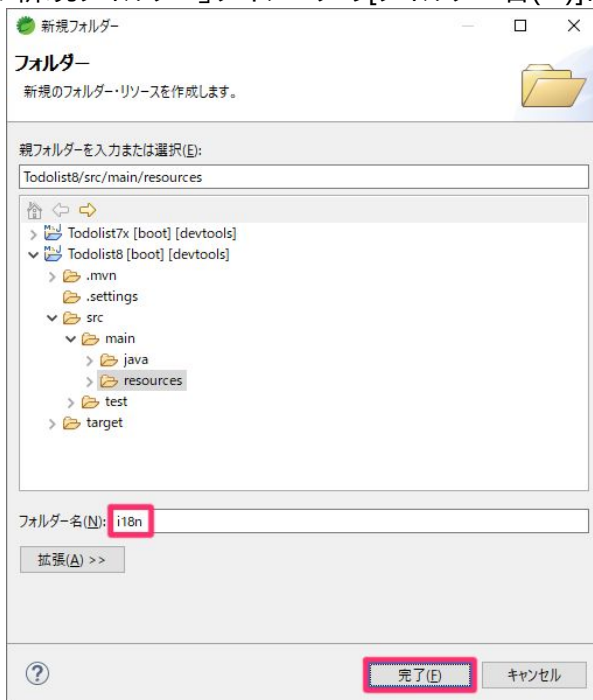 新規フォルダー
フォルダー
新規のフォルダー・リソースを作成します。
親フォルダーを入力または選択(E):
Todolist8/src/main/resources
Todolist7x [boot] [devtools]
Todolist8 [boot] [devtools]
.mvn
.settings
src
main
java
resources
test
target
フォルダー名(N): i18n
拡張(A) >>
完了(F) キャンセル